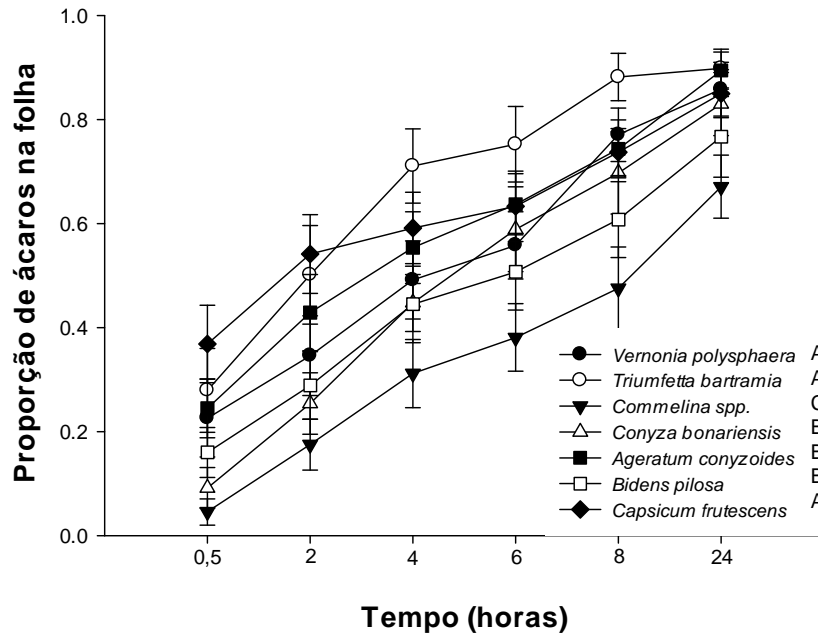 1.0
0.8
0.6
0.4
0.2
0.0
Proporção de ácaros na folha
Vernonia polysphaera A
Triumfetta bartramia A
Commelina spp. C
Conyza bonariensis B
Ageratum conyzoides B
Bidens pilosa B
Capsicum frutescens A
0,5 2 4 6 8 24
Tempo (horas)